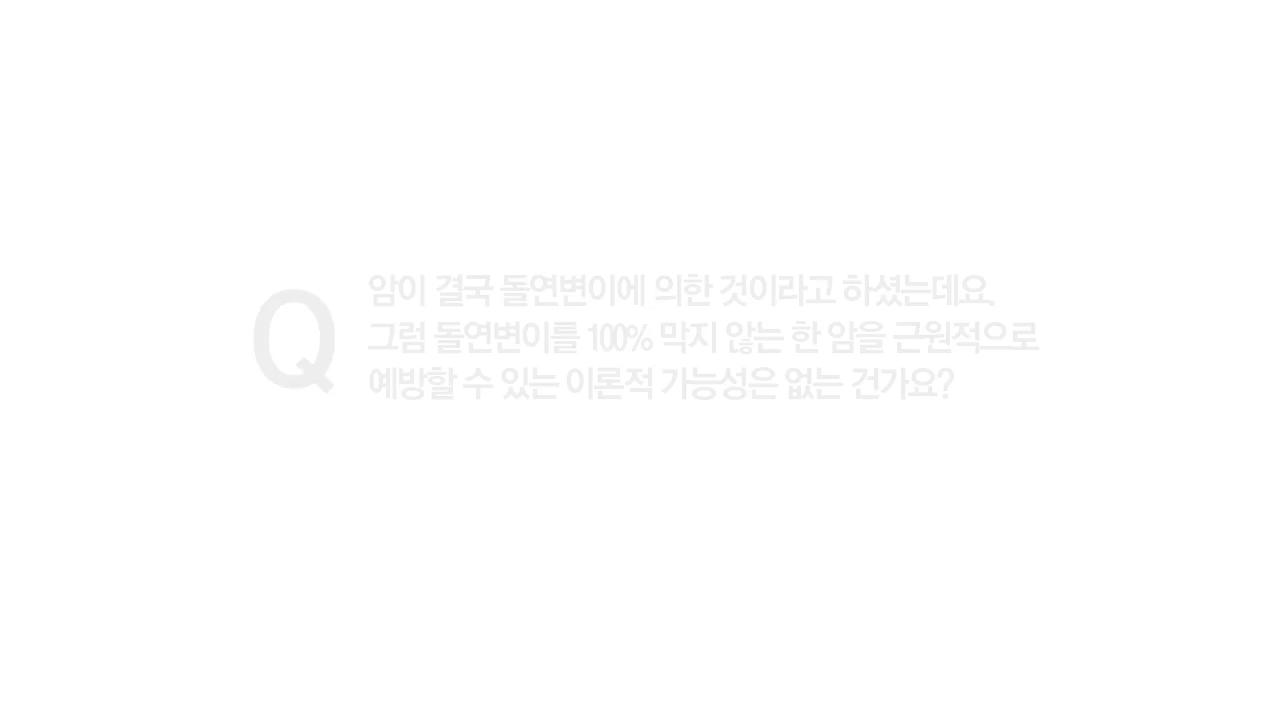 Q
암이 결국 돌연변이에 의한 것이라고 하셨는데요.
그럼 돌연변이를 100% 막지 않는 한 암을 근원적으로
예방할 수 있는 이론적 가능성은 없는 건가요?